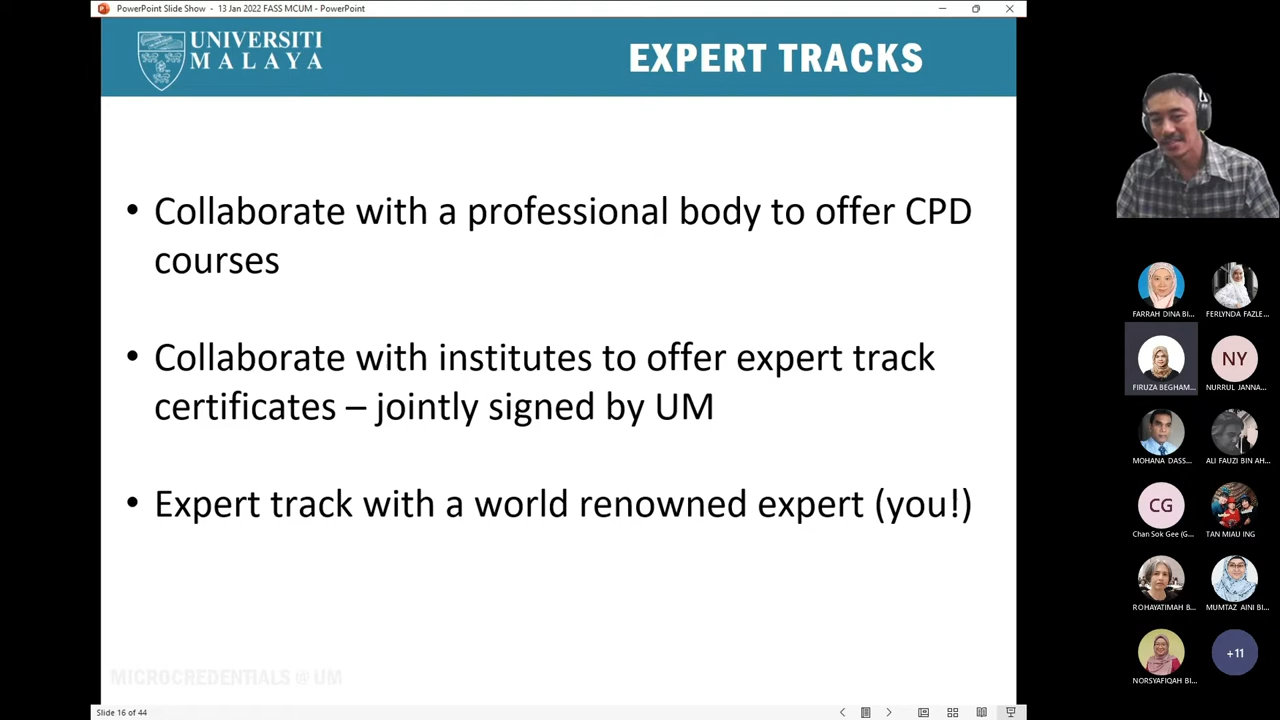 PowerPoint Slide Show - 13 Jan 2022 FASS MCUM - PowerPoint
UNIVERSITI
MALAYA
EXPERT TRACKS
• Collaborate with a professional body to offer CPD
courses
• Collaborate with institutes to offer expert track
certificates – jointly signed by UM
• Expert track with a world renowned expert (you!)
MICROCREDENTIALS @ UM
Slide 16 of 44
FARRAH DINA BI...
FERLYNDA FAZLE...
FIRUZA BEGHAM...
NY
NURRUL JANNA...
MOHANA DASS...
ALI FAUZI BIN AH...
CG
Chan Sok Gee (G...
TAN MIAU ING
ROHAYATIMAH B...
MUMTAZ AINI BI...
NORSYAFIQAH BI...
+11